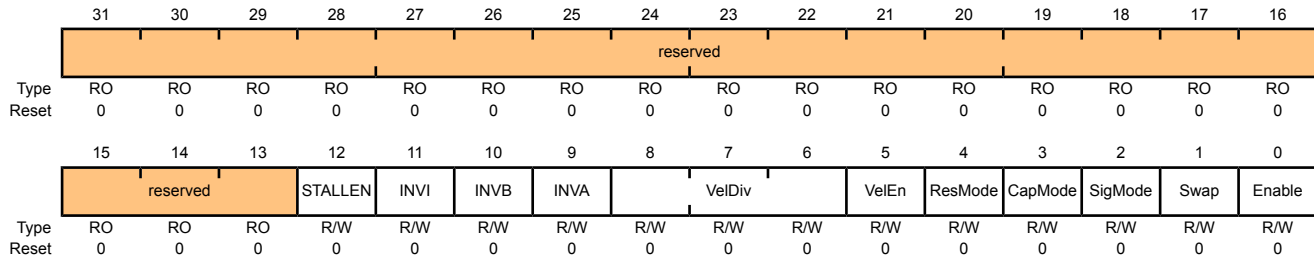 31 30 29 28 27 26 25 24 23 22 21 20 19 18 17 16
reserved
Type RO RO RO RO RO RO RO RO RO RO RO RO RO RO RO RO
Reset 0 0 0 0 0 0 0 0 0 0 0 0 0 0 0 0
15 14 13 12 11 10 9 8 7 6 5 4 3 2 1 0
reserved STALLEN INVI INVB INVA VelDiv VelEn ResMode CapMode SigMode Swap Enable
Type RO RO RO R/W R/W R/W R/W R/W R/W R/W R/W R/W R/W R/W R/W R/W
Reset 0 0 0 0 0 0 0 0 0 0 0 0 0 0 0 0